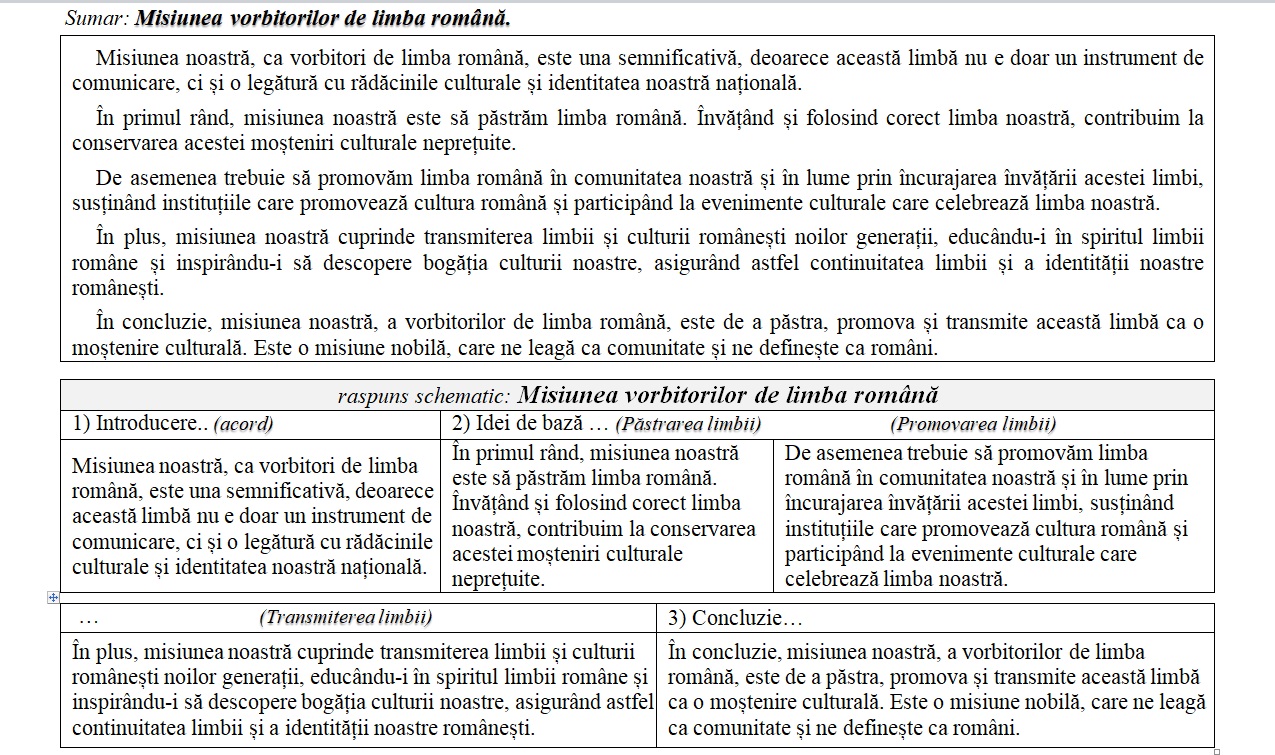 Sumar: Misiunea vorbitorilor de limba română.
Misiunea noastră, ca vorbitori de limba română, este una semnificativă, deoarece această limbă nu e doar un instrument de
comunicare, ci și o legătură cu rădăcinile culturale și identitatea noastră națională.
În primul rând, misiunea noastră este să păstrăm limba română. Învățând și folosind corect limba noastră, contribuim la
conservarea acestei moșteniri culturale neprețuite.
De asemenea trebuie să promovăm limba română în comunitatea noastră și în lume prin încurajarea învățării acestei limbi,
susținând instituțiile care promovează cultura română și participând la evenimente culturale care celebrează limba noastră.
În plus, misiunea noastră cuprinde transmiterea limbii și culturii românești noilor generații, educându-i în spiritul limbii
române și inspirându-i să descopere bogăția culturii noastre, asigurând astfel continuitatea limbii și a identității noastre
românești.
În concluzie, misiunea noastră, a vorbitorilor de limba română, este de a păstra, promova și transmite această limbă ca o
moștenire culturală. Este o misiune nobilă, care ne leagă ca comunitate și ne definește ca români.
raspuns schematic: Misiunea vorbitorilor de limba română
1) Introducere.. (acord)
2) Idei de bază … (Păstrarea limbii) (Promovarea limbii)
Misiunea noastră, ca vorbitori de limba
română, este una semnificativă, deoarece
această limbă nu e doar un instrument de
comunicare, ci și o legătură cu rădăcinile
culturale și identitatea noastră națională.
În primul rând, misiunea noastră
este să păstrăm limba română.
Învățând și folosind corect limba
noastră, contribuim la conservarea
acestei moșteniri culturale
neprețuite.
De asemenea trebuie să promovăm limba
română în comunitatea noastră și în lume prin
încurajarea învățării acestei limbi, susținând
instituțiile care promovează cultura română și
participând la evenimente culturale care
celebrează limba noastră.
… (Transmiterea limbii)
3) Concluzie…
În plus, misiunea noastră cuprinde transmiterea limbii și culturii
românești noilor generații, educându-i în spiritul limbii române și
inspirându-i să descopere bogăția culturii noastre, asigurând astfel
continuitatea limbii și a identității noastre românești.
În concluzie, misiunea noastră, a vorbitorilor de limba
română, este de a păstra, promova și transmite această limbă
ca o moștenire culturală. Este o misiune nobilă, care ne leagă
ca comunitate și ne definește ca români.